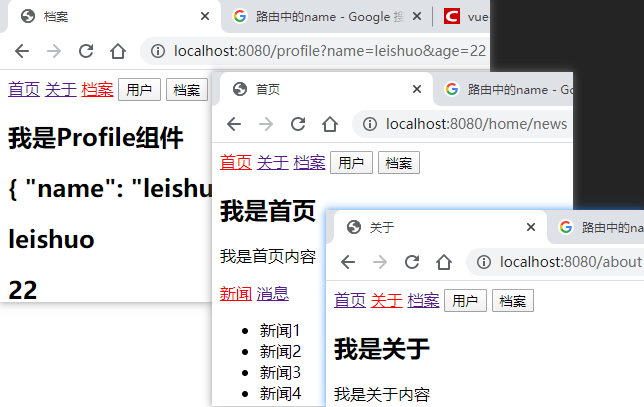 档案
路由中的name - Google 搜
vue
localhost:8080/profile?name=leishuo&age=22
首页 关于 档案 用户 档案
我是Profile组件
{ "name": "leishu
leishuo
22
首页
路由中的name - Go
localhost:8080/home/news
首页 关于 档案 用户 档案
我是首页
我是首页内容
新闻 消息
新闻1
新闻2
新闻3
新闻4
关于
路由中的na
localhost:8080/about
首页 关于 档案 用户 档案
我是关于
我是关于内容